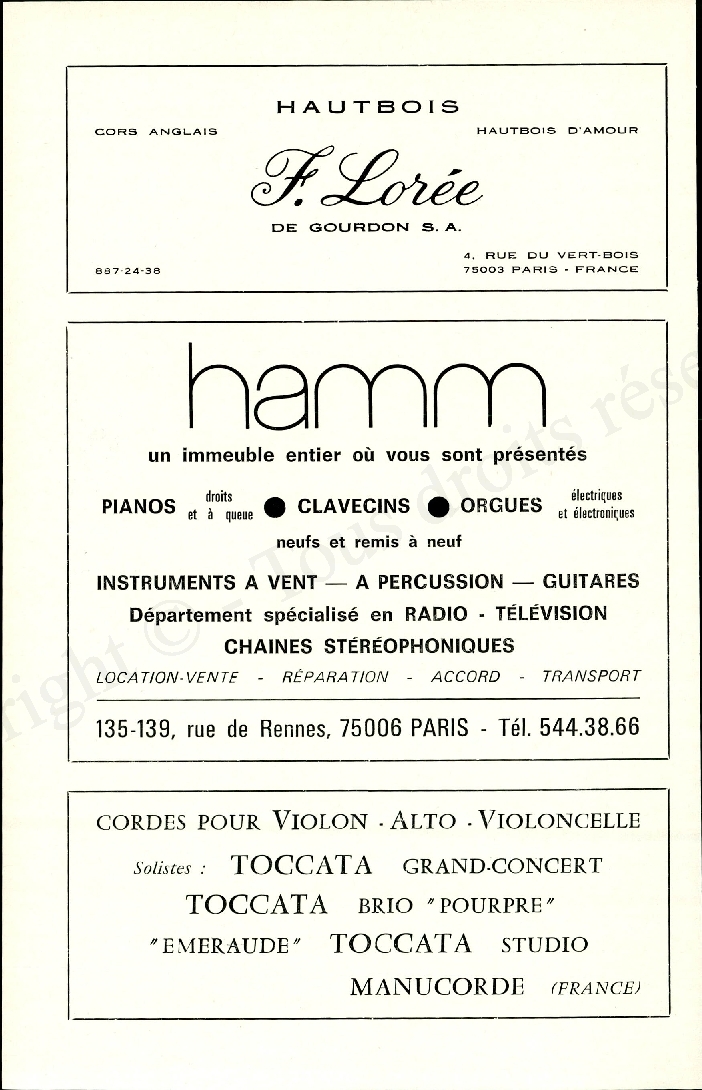 HAUTBOIS
CORS ANGLAIS HAUTBOIS D'AMOUR
F. Lorée
DE GOURDON S. A.
4, RUE DU VERT-BOIS
887-24-38 75003 PARIS - FRANCE
hamm
un immeuble entier où vous sont présentés
PIANOS droits et à queue ● CLAVECINS ● ORGUES électriques et électroniques
neufs et remis à neuf
INSTRUMENTS A VENT — A PERCUSSION — GUITARES
Département spécialisé en RADIO - TÉLÉVISION
CHAINES STÉRÉOPHONIQUES
LOCATION-VENTE - RÉPARATION - ACCORD - TRANSPORT
135-139, rue de Rennes, 75006 PARIS - Tél. 544.38.66
CORDES POUR VIOLON - ALTO - VIOLONCELLE
Solistes : TOCCATA GRAND-CONCERT
TOCCATA BRIO "POURPRE"
"EMERAUDE" TOCCATA STUDIO
MANUCORDE (FRANCE)
right © - Tous droits rése